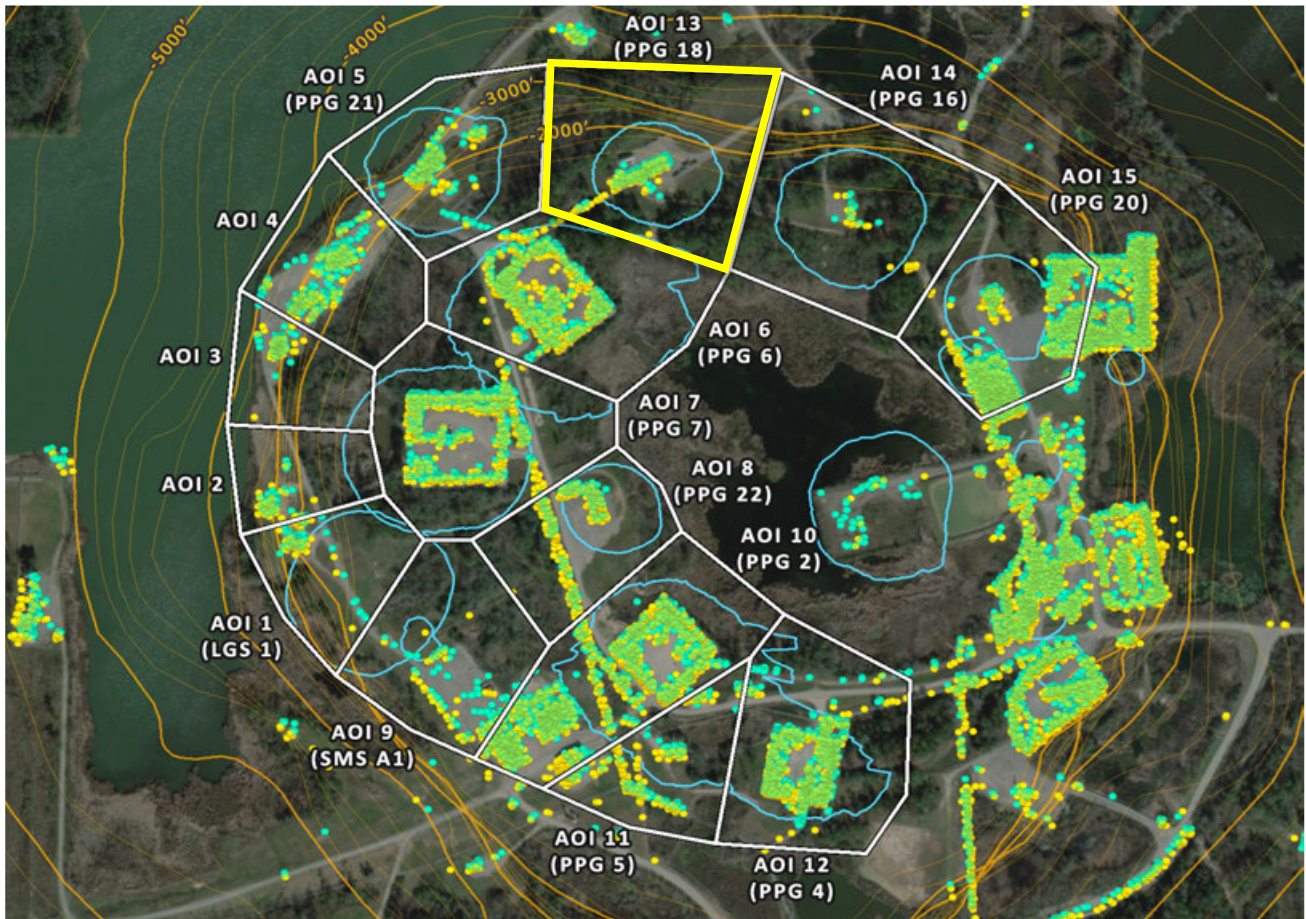 -5000'
-4000'
AOI 13
(PPG 18)
AOI 5
(PPG 21)
-3000'
AOI 14
(PPG 16)
-2000'
AOI 15
(PPG 20)
AOI 4
AOI 6
(PPG 6)
AOI 3
AOI 7
(PPG 7)
AOI 8
(PPG 22)
AOI 2
AOI 10
(PPG 2)
AOI 1
(LGS 1)
AOI 9
(SMS A1)
AOI 11
(PPG 5)
AOI 12
(PPG 4)